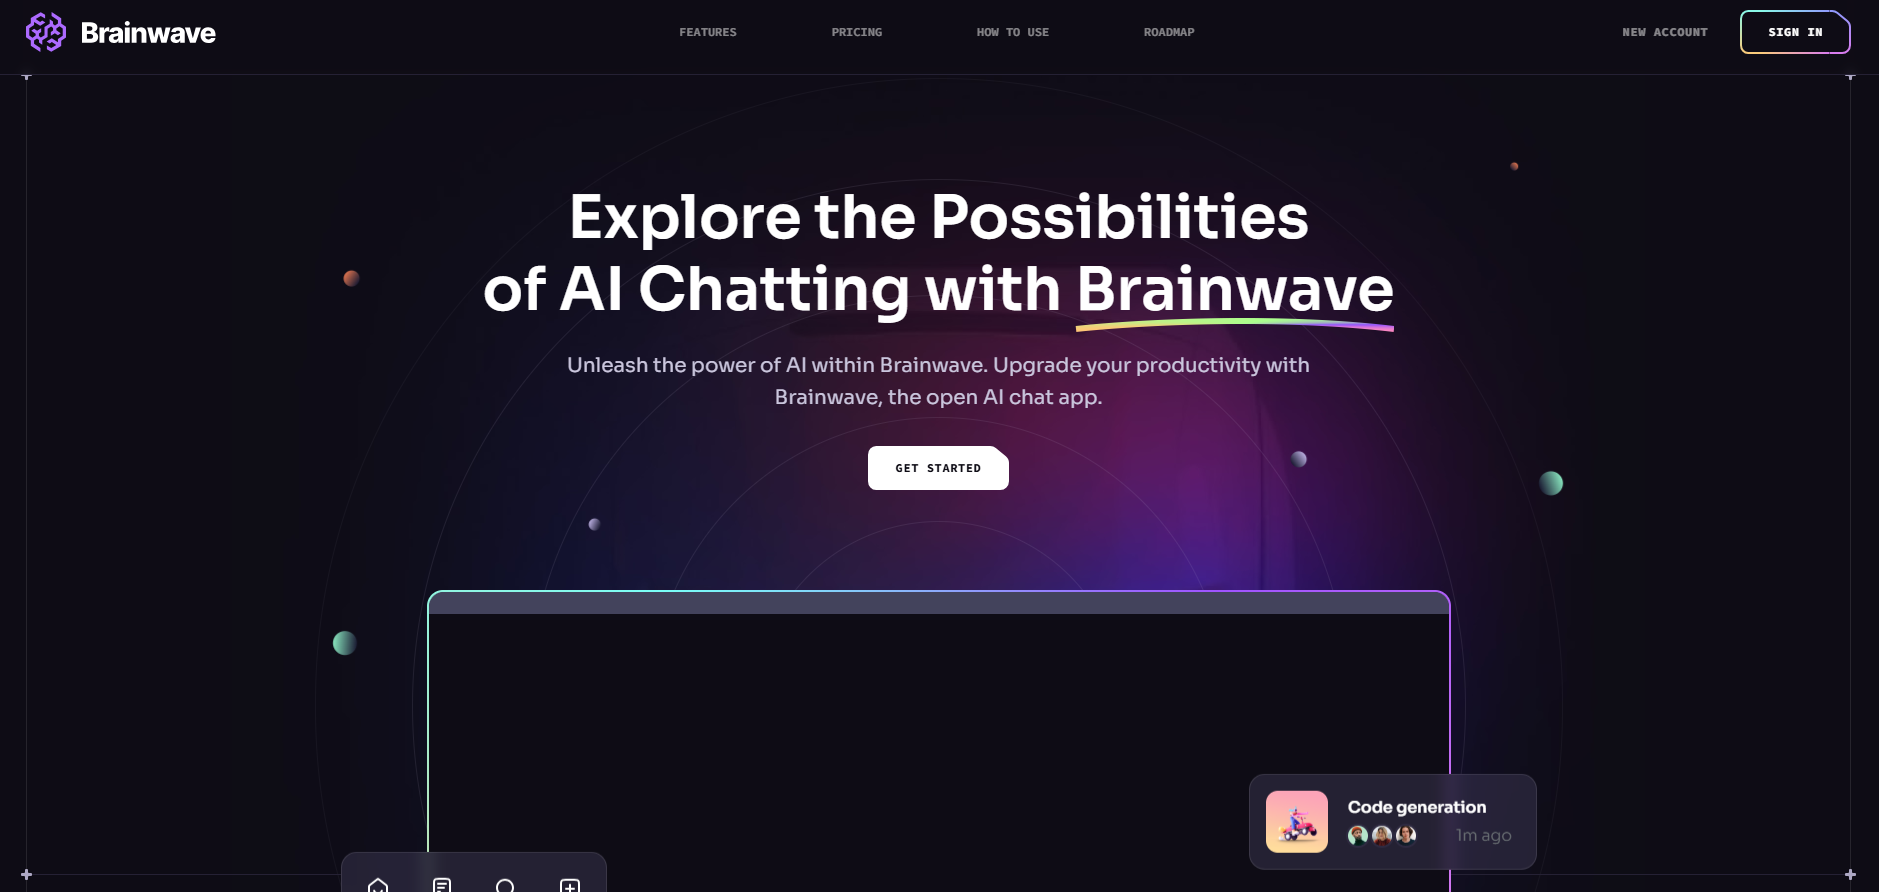 Brainwave
FEATURES
PRICING
HOW TO USE
ROADMAP
NEW ACCOUNT
SIGN IN
Explore the Possibilities
of AI Chatting with Brainwave
Unleash the power of AI within Brainwave. Upgrade your productivity with
Brainwave, the open AI chat app.
GET STARTED
Code generation
1m ago